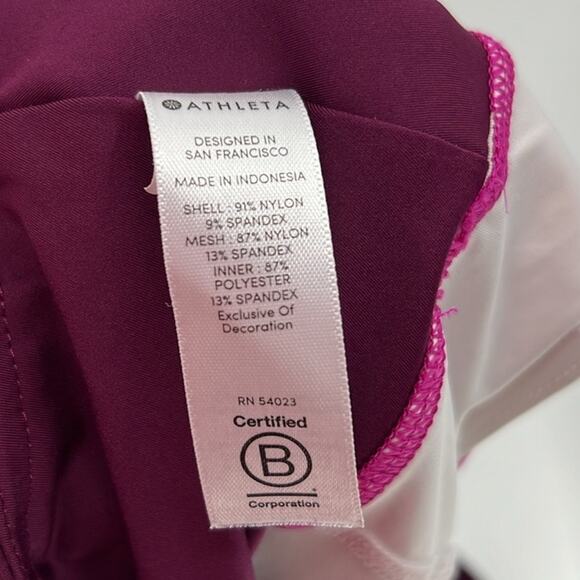 ATHLETA
DESIGNED IN
SAN FRANCISCO
MADE IN INDONESIA
SHELL : 91% NYLON
9% SPANDEX
MESH : 87% NYLON
13% SPANDEX
INNER : 87%
POLYESTER
13% SPANDEX
Exclusive Of
Decoration
RN 54023
Certified
B
Corporation